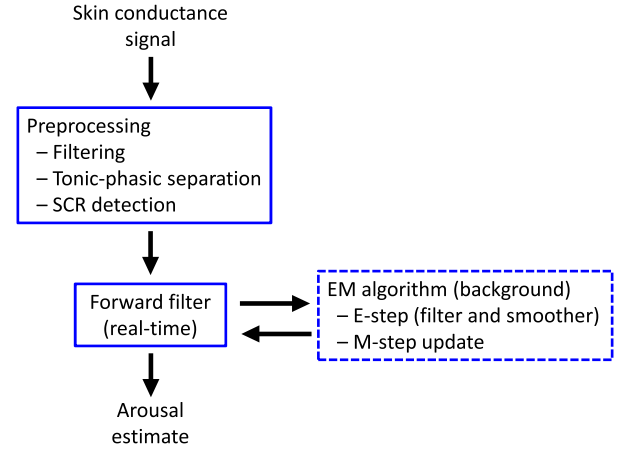 Skin conductance
signal
Preprocessing
– Filtering
– Tonic-phasic separation
– SCR detection
Forward filter
(real-time)
EM algorithm (background)
– E-step (filter and smoother)
– M-step update
Arousal
estimate